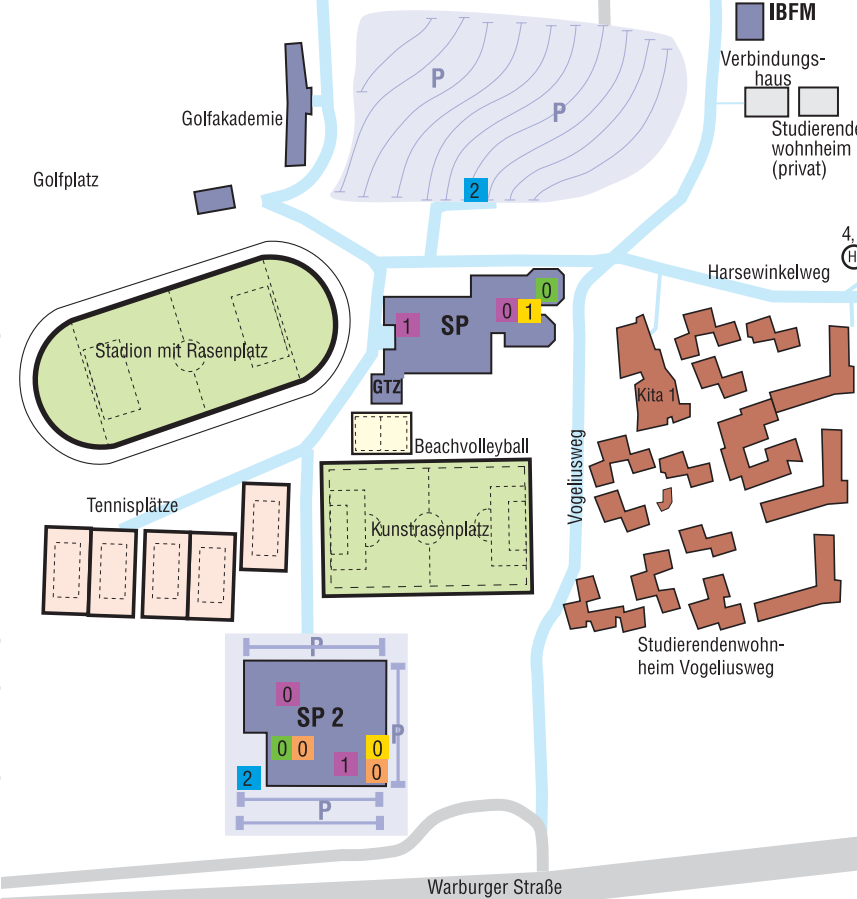 IBFM
Verbindungs-
haus
P
P
Golfakademie
Studierende
wohnheim
(privat)
Golfplatz
2
4,
H
Harsewinkelweg
0
0 1
1
SP
Stadion mit Rasenplatz
GTZ
Kita 1
Beachvolleyball
Vogeliusweg
Tennisplätze
Kunstrasenplatz
P
Studierendenwohn-
heim Vogeliusweg
0
SP 2
P
0 0
0
1
0
2
P
Warburger Straße